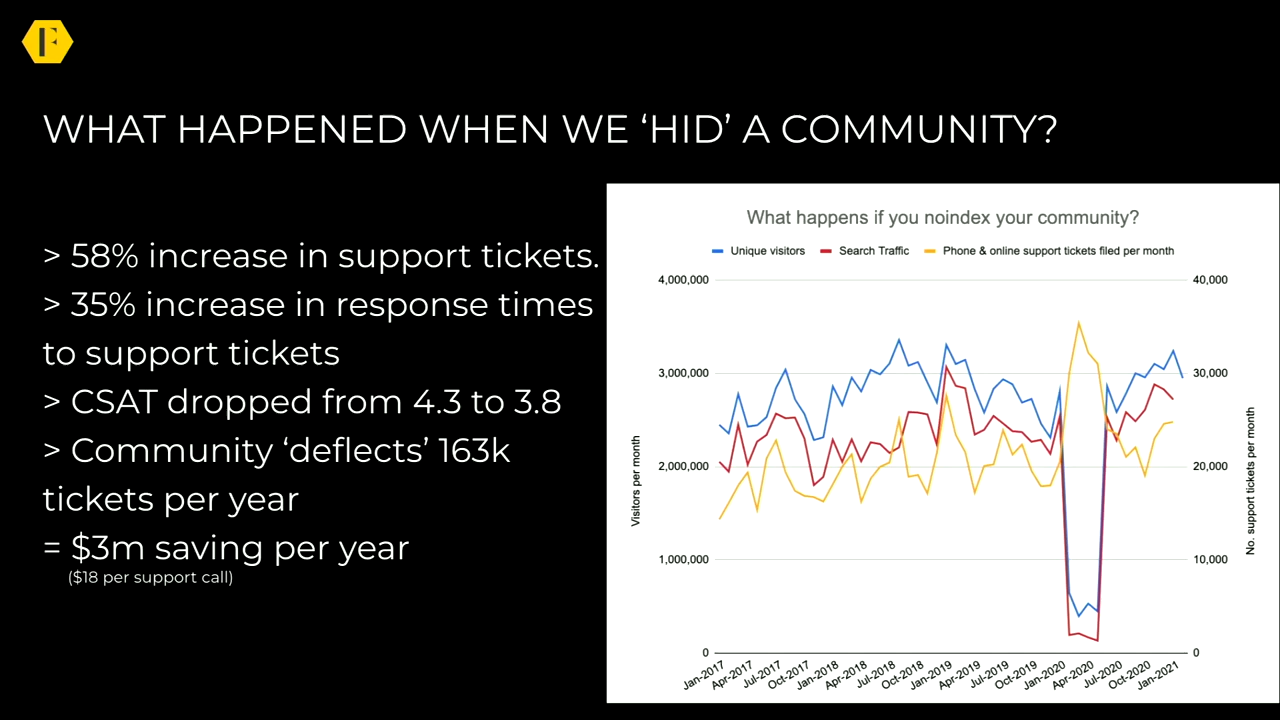 F
WHAT HAPPENED WHEN WE ‘HID’ A COMMUNITY?
> 58% increase in support tickets.
> 35% increase in response times
to support tickets
> CSAT dropped from 4.3 to 3.8
> Community ‘deflects’ 163k
tickets per year
= $3m saving per year
($18 per support call)
What happens if you noindex your community?
Unique visitors
Search Traffic
Phone & online support tickets filed per month
4,000,000
3,000,000
2,000,000
1,000,000
0
Visitors per month
40,000
30,000
20,000
10,000
0
No. support tickets per month
Jan-2017
Apr-2017
Jul-2017
Oct-2017
Jan-2018
Apr-2018
Jul-2018
Oct-2018
Jan-2019
Apr-2019
Jul-2019
Oct-2019
Jan-2020
Apr-2020
Jul-2020
Oct-2020
Jan-2021